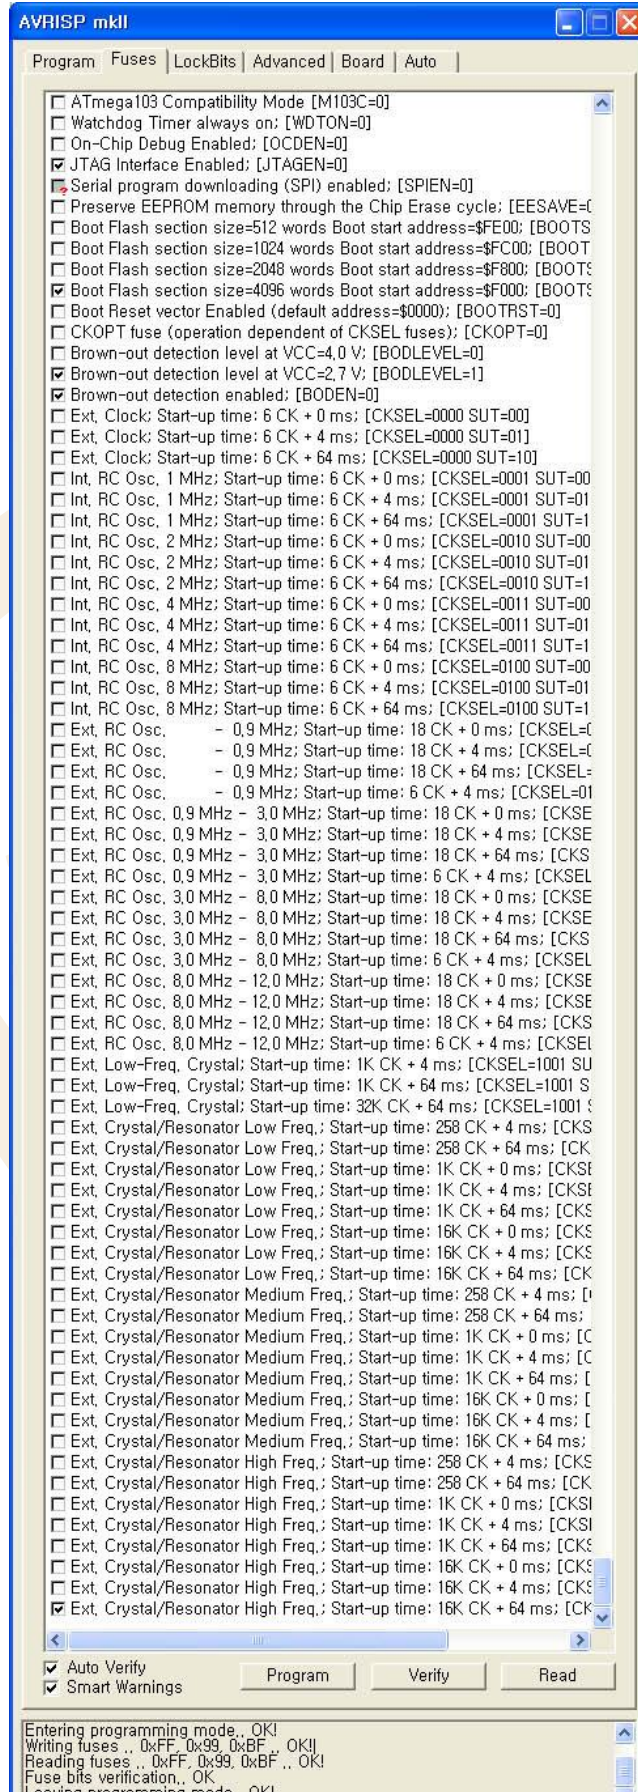 AVRISP mkII
Program Fuses LockBits Advanced Board Auto
ATmega103 Compatibility Mode [M103C=0]
Watchdog Timer always on; [WDTON=0]
On-Chip Debug Enabled; [OCDEN=0]
JTAG Interface Enabled; [JTAGEN=0]
Serial program downloading (SPI) enabled; [SPIEN=0]
Preserve EEPROM memory through the Chip Erase cycle; [EESAVE=0
Boot Flash section size=512 words Boot start address=$FE00; [BOOTS
Boot Flash section size=1024 words Boot start address=$FC00; [BOOT
Boot Flash section size=2048 words Boot start address=$F800; [BOOTS
Boot Flash section size=4096 words Boot start address=$F000; [BOOTS
Boot Reset vector Enabled (default address=$0000); [BOOTRST=0]
CKOPT fuse (operation dependent of CKSEL fuses); [CKOPT=0]
Brown-out detection level at VCC=4,0 V; [BODLEVEL=0]
Brown-out detection level at VCC=2,7 V; [BODLEVEL=1]
Brown-out detection enabled; [BODEN=0]
Ext, Clock; Start-up time: 6 CK + 0 ms; [CKSEL=0000 SUT=00]
Ext, Clock; Start-up time: 6 CK + 4 ms; [CKSEL=0000 SUT=01]
Ext, Clock; Start-up time: 6 CK + 64 ms; [CKSEL=0000 SUT=10]
Int, RC Osc, 1 MHz; Start-up time: 6 CK + 0 ms; [CKSEL=0001 SUT=00
Int, RC Osc, 1 MHz; Start-up time: 6 CK + 4 ms; [CKSEL=0001 SUT=01
Int, RC Osc, 1 MHz; Start-up time: 6 CK + 64 ms; [CKSEL=0001 SUT=1
Int, RC Osc, 2 MHz; Start-up time: 6 CK + 0 ms; [CKSEL=0010 SUT=00
Int, RC Osc, 2 MHz; Start-up time: 6 CK + 4 ms; [CKSEL=0010 SUT=01
Int, RC Osc, 2 MHz; Start-up time: 6 CK + 64 ms; [CKSEL=0010 SUT=1
Int, RC Osc, 4 MHz; Start-up time: 6 CK + 0 ms; [CKSEL=0011 SUT=00
Int, RC Osc, 4 MHz; Start-up time: 6 CK + 4 ms; [CKSEL=0011 SUT=01
Int, RC Osc, 4 MHz; Start-up time: 6 CK + 64 ms; [CKSEL=0011 SUT=1
Int, RC Osc, 8 MHz; Start-up time: 6 CK + 0 ms; [CKSEL=0100 SUT=00
Int, RC Osc, 8 MHz; Start-up time: 6 CK + 4 ms; [CKSEL=0100 SUT=01
Int, RC Osc, 8 MHz; Start-up time: 6 CK + 64 ms; [CKSEL=0100 SUT=1
Ext, RC Osc, - 0,9 MHz; Start-up time: 18 CK + 0 ms; [CKSEL=0
Ext, RC Osc, - 0,9 MHz; Start-up time: 18 CK + 4 ms; [CKSEL=0
Ext, RC Osc, - 0,9 MHz; Start-up time: 18 CK + 64 ms; [CKSEL=
Ext, RC Osc, - 0,9 MHz; Start-up time: 6 CK + 4 ms; [CKSEL=01
Ext, RC Osc, 0,9 MHz - 3,0 MHz; Start-up time: 18 CK + 0 ms; [CKSE
Ext, RC Osc, 0,9 MHz - 3,0 MHz; Start-up time: 18 CK + 4 ms; [CKSE
Ext, RC Osc, 0,9 MHz - 3,0 MHz; Start-up time: 18 CK + 64 ms; [CKS
Ext, RC Osc, 0,9 MHz - 3,0 MHz; Start-up time: 6 CK + 4 ms; [CKSEL
Ext, RC Osc, 3,0 MHz - 8,0 MHz; Start-up time: 18 CK + 0 ms; [CKSE
Ext, RC Osc, 3,0 MHz - 8,0 MHz; Start-up time: 18 CK + 4 ms; [CKSE
Ext, RC Osc, 3,0 MHz - 8,0 MHz; Start-up time: 18 CK + 64 ms; [CKS
Ext, RC Osc, 3,0 MHz - 8,0 MHz; Start-up time: 6 CK + 4 ms; [CKSEL
Ext, RC Osc, 8,0 MHz - 12,0 MHz; Start-up time: 18 CK + 0 ms; [CKSE
Ext, RC Osc, 8,0 MHz - 12,0 MHz; Start-up time: 18 CK + 4 ms; [CKSE
Ext, RC Osc, 8,0 MHz - 12,0 MHz; Start-up time: 18 CK + 64 ms; [CKS
Ext, RC Osc, 8,0 MHz - 12,0 MHz; Start-up time: 6 CK + 4 ms; [CKSEL
Ext, Low-Freq, Crystal; Start-up time: 1K CK + 4 ms; [CKSEL=1001 SU
Ext, Low-Freq, Crystal; Start-up time: 1K CK + 64 ms; [CKSEL=1001 S
Ext, Low-Freq, Crystal; Start-up time: 32K CK + 64 ms; [CKSEL=1001 S
Ext, Crystal/Resonator Low Freq,; Start-up time: 258 CK + 4 ms; [CKS
Ext, Crystal/Resonator Low Freq,; Start-up time: 258 CK + 64 ms; [CK
Ext, Crystal/Resonator Low Freq,; Start-up time: 1K CK + 0 ms; [CKSE
Ext, Crystal/Resonator Low Freq,; Start-up time: 1K CK + 4 ms; [CKSE
Ext, Crystal/Resonator Low Freq,; Start-up time: 1K CK + 64 ms; [CKS
Ext, Crystal/Resonator Low Freq,; Start-up time: 16K CK + 0 ms; [CKS
Ext, Crystal/Resonator Low Freq,; Start-up time: 16K CK + 4 ms; [CKS
Ext, Crystal/Resonator Low Freq,; Start-up time: 16K CK + 64 ms; [CK
Ext, Crystal/Resonator Medium Freq,; Start-up time: 258 CK + 4 ms; [
Ext, Crystal/Resonator Medium Freq,; Start-up time: 258 CK + 64 ms;
Ext, Crystal/Resonator Medium Freq,; Start-up time: 1K CK + 0 ms; [C
Ext, Crystal/Resonator Medium Freq,; Start-up time: 1K CK + 4 ms; [C
Ext, Crystal/Resonator Medium Freq,; Start-up time: 1K CK + 64 ms; [
Ext, Crystal/Resonator Medium Freq,; Start-up time: 16K CK + 0 ms; [
Ext, Crystal/Resonator Medium Freq,; Start-up time: 16K CK + 4 ms; [
Ext, Crystal/Resonator Medium Freq,; Start-up time: 16K CK + 64 ms;
Ext, Crystal/Resonator High Freq,; Start-up time: 258 CK + 4 ms; [CKS
Ext, Crystal/Resonator High Freq,; Start-up time: 258 CK + 64 ms; [CK
Ext, Crystal/Resonator High Freq,; Start-up time: 1K CK + 0 ms; [CKSI
Ext, Crystal/Resonator High Freq,; Start-up time: 1K CK + 4 ms; [CKSI
Ext, Crystal/Resonator High Freq,; Start-up time: 1K CK + 64 ms; [CKS
Ext, Crystal/Resonator High Freq,; Start-up time: 16K CK + 0 ms; [CKS
Ext, Crystal/Resonator High Freq,; Start-up time: 16K CK + 4 ms; [CKS
Ext, Crystal/Resonator High Freq,; Start-up time: 16K CK + 64 ms; [CK
Auto Verify
Smart Warnings
Program Verify Read
Entering programming mode,, OK!
Writing fuses ,, 0xFF, 0x99, 0xBF ,, OK!
Reading fuses ,, 0xFF, 0x99, 0xBF ,, OK!
Fuse bits verification,, OK
Leaving programming mode,, OK!